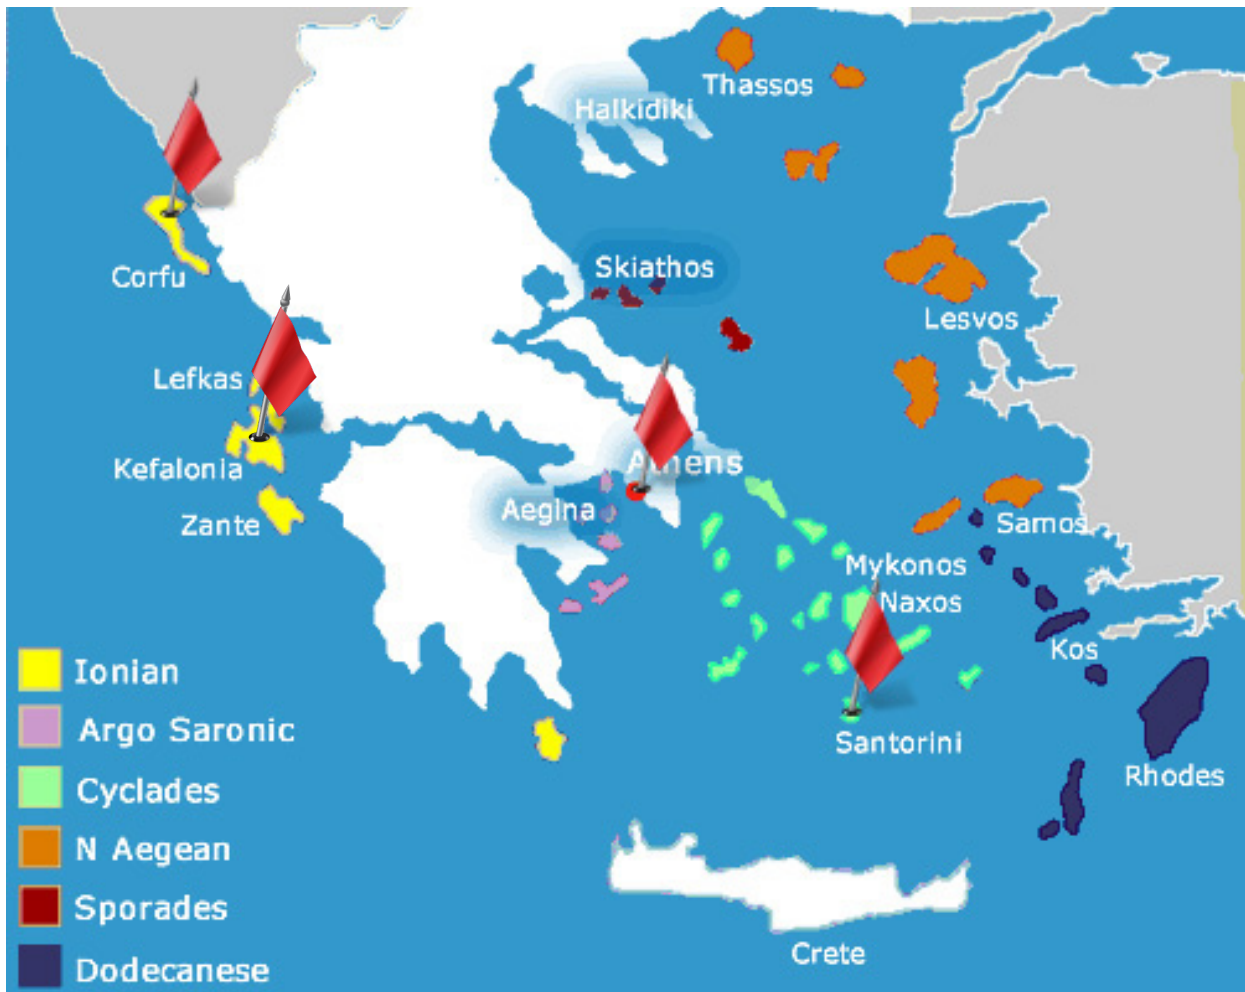 Thassos
Halkidiki
Skiathos
Corfu
Lesvos
Lefkas
Kefalonia
Athens
Zante
Aegina
Samos
Mykonos
Naxos
Kos
Santorini
Rhodes
Crete
Ionian
Argo Saronic
Cyclades
N Aegean
Sporades
Dodecanese